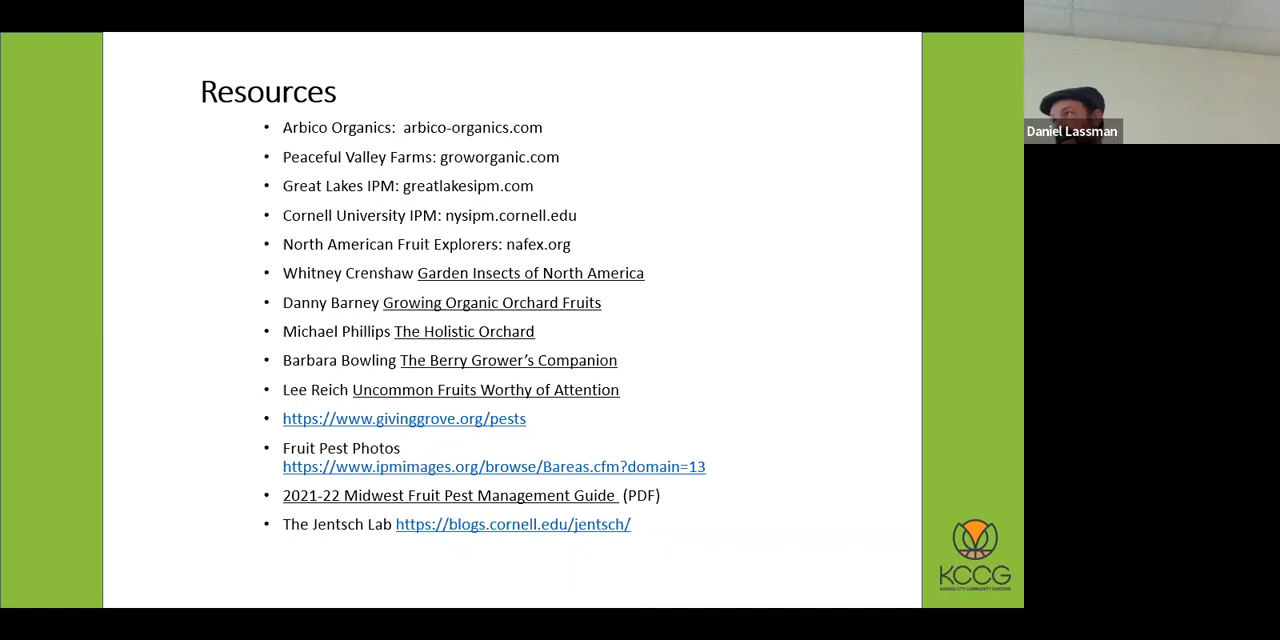 Resources
• Arbico Organics:  arbico-organics.com
• Peaceful Valley Farms: groworganic.com
• Great Lakes IPM: greatlakesipm.com
• Cornell University IPM: nysipm.cornell.edu
• North American Fruit Explorers: nafex.org
• Whitney Crenshaw Garden Insects of North America
• Danny Barney Growing Organic Orchard Fruits
• Michael Phillips The Holistic Orchard
• Barbara Bowling The Berry Grower’s Companion
• Lee Reich Uncommon Fruits Worthy of Attention
• https://www.givinggrove.org/pests
• Fruit Pest Photos
https://www.ipmimages.org/browse/Bareas.cfm?domain=13
• 2021-22 Midwest Fruit Pest Management Guide  (PDF)
• The Jentsch Lab https://blogs.cornell.edu/jentsch/
KCCG
KANSAS CITY COMMUNITY GARDENS
Daniel Lassman